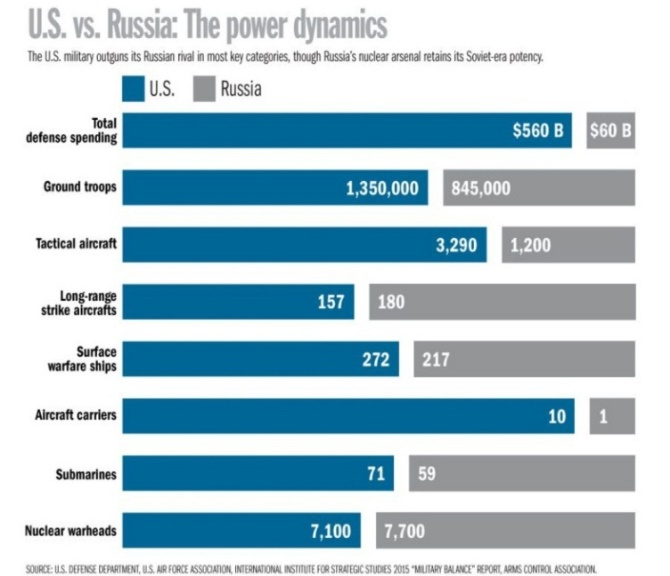 U.S. vs. Russia: The power dynamics
The U.S. military outguns its Russian rival in most key categories, though Russia's nuclear arsenal retains its Soviet-era potency.
U.S. Russia
Total
defense spending
$560 B $60 B
Ground troops 1,350,000 845,000
Tactical aircraft 3,290 1,200
Long-range
strike aircrafts
157 180
Surface
warfare ships
272 217
Aircraft carriers 10 1
Submarines 71 59
Nuclear warheads 7,100 7,700
SOURCE: U.S. DEFENSE DEPARTMENT, U.S. AIR FORCE ASSOCIATION, INTERNATIONAL INSTITUTE FOR STRATEGIC STUDIES 2015 "MILITARY BALANCE" REPORT, ARMS CONTROL ASSOCIATION.